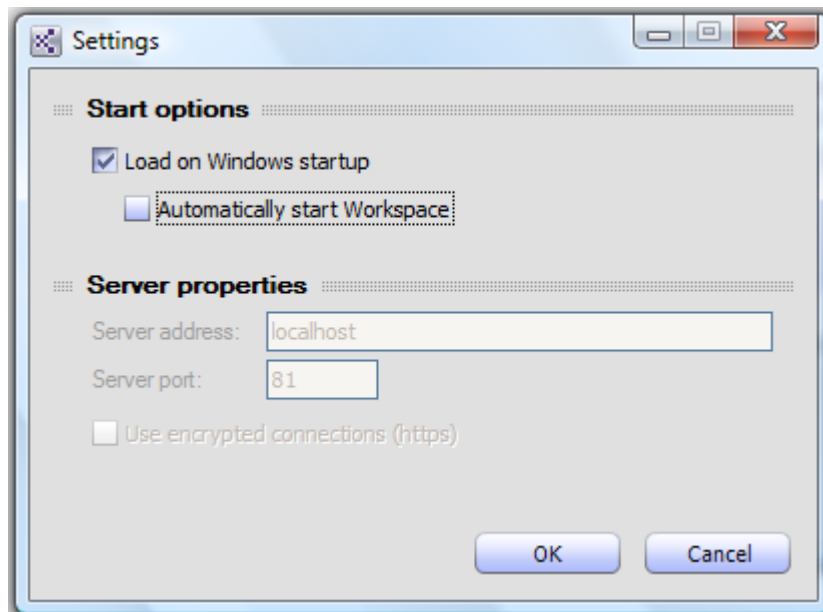 Settings
Start options
Load on Windows startup
Automatically start Workspace
Server properties
Server address: localhost
Server port: 81
Use encrypted connections (https)
OK Cancel